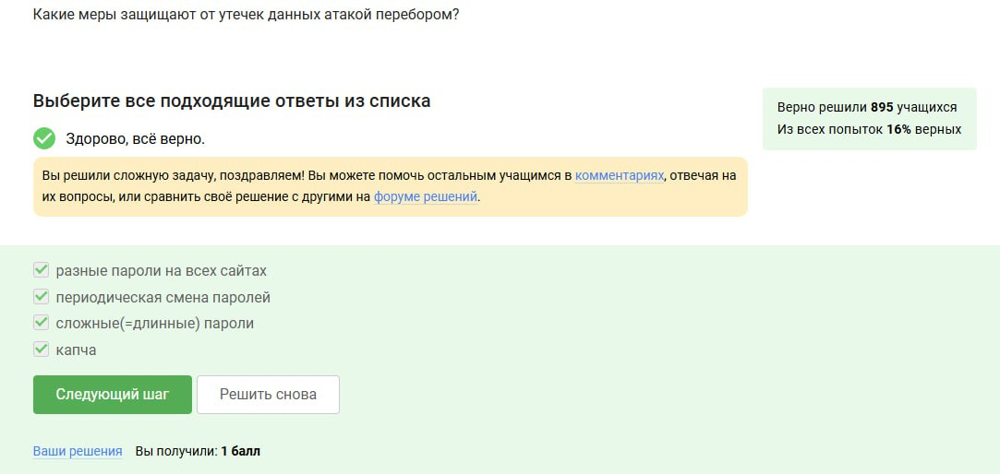 Какие меры защищают от утечек данных атакой перебором?
Выберите все подходящие ответы из списка
Верно решили 895 учащихся
Из всех попыток 16% верных
Здорово, всё верно.
Вы решили сложную задачу, поздравляем! Вы можете помочь остальным учащимся в комментариях, отвечая на
их вопросы, или сравнить своё решение с другими на форуме решений.
разные пароли на всех сайтах
периодическая смена паролей
сложные(=длинные) пароли
капча
Следующий шаг Решить снова
Ваши решения Вы получили: 1 балл